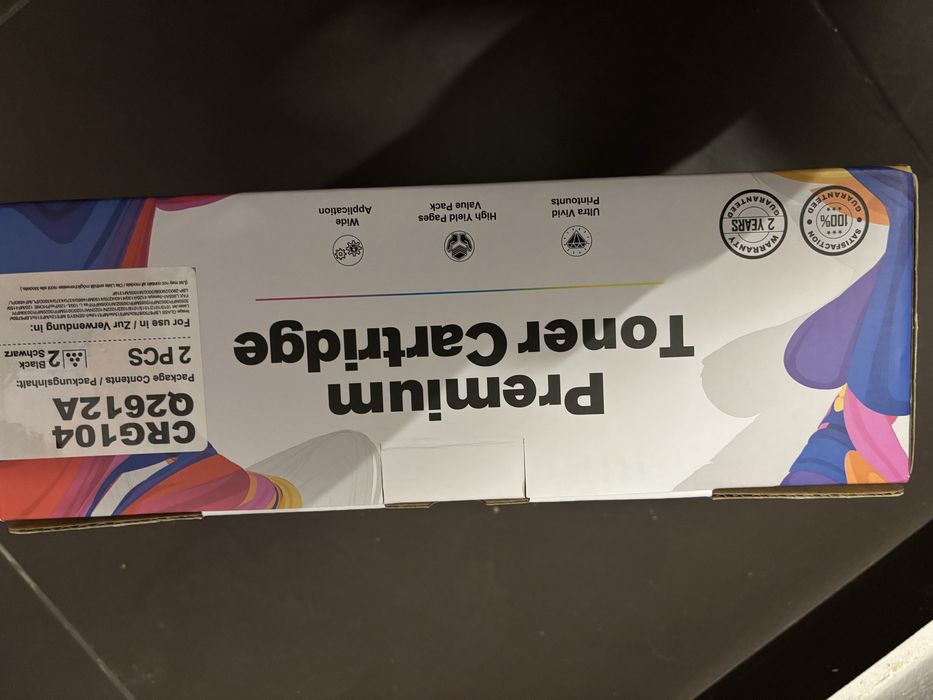 Premium
Toner Cartridge
Ultra Vivid
Printouts
High Yield Pages
Value Pack
Wide
Application
SATISFACTION
100%
GUARANTEED
WARRANTY
2 YEARS
GUARANTEED
CRG104
Q2612A
Package Contents / Packungsinhalt:
2 PCS
2 Black
Schwarz
For use in / Zur Verwendung in: